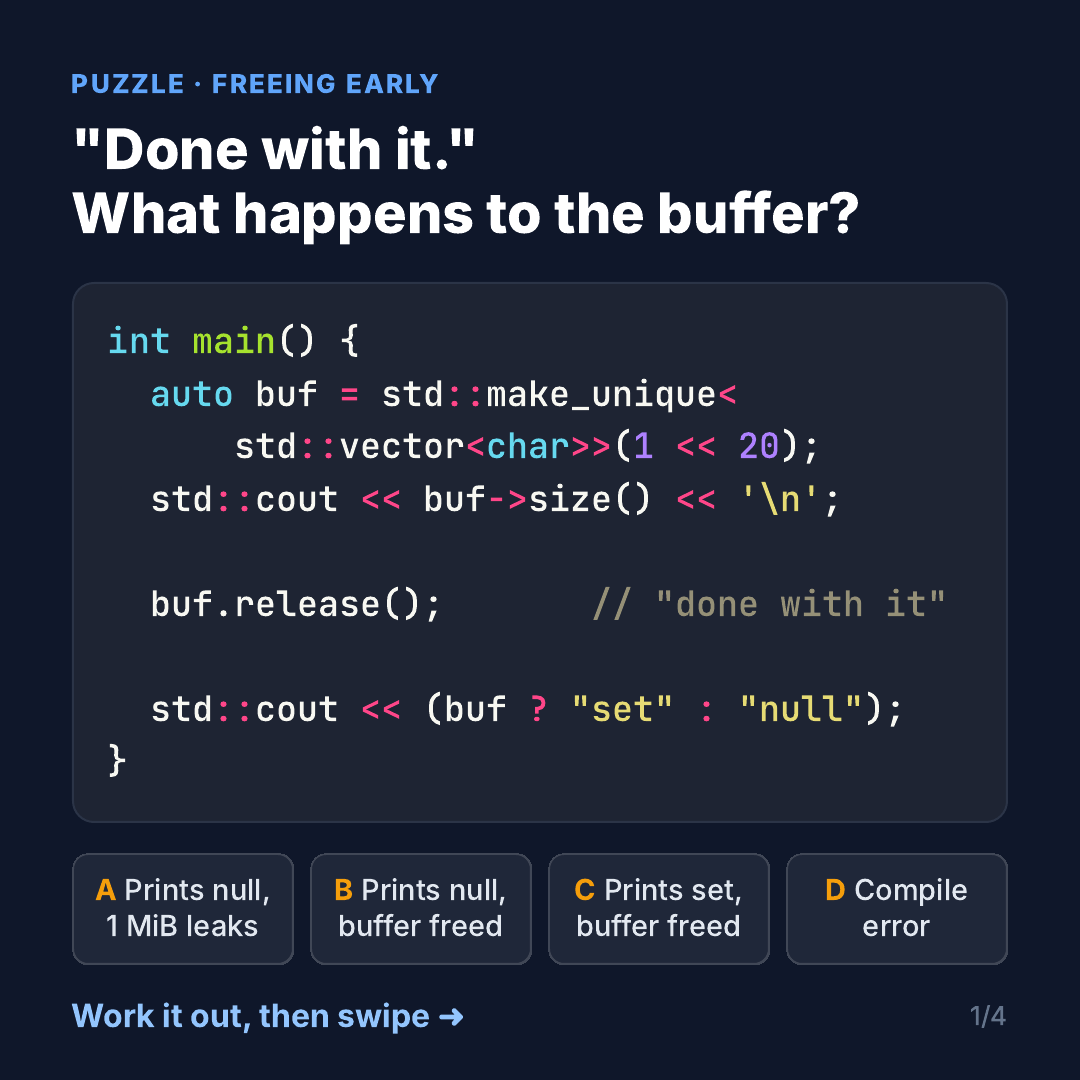 PUZZLE · FREEING EARLY
"Done with it."
What happens to the buffer?
int main() {
  auto buf = std::make_unique<
      std::vector<char>>(1 << 20);
  std::cout << buf->size() << '\n';
  buf.release();       // "done with it"
  std::cout << (buf ? "set" : "null");
}
A Prints null,
1 MiB leaks
B Prints null,
buffer freed
C Prints set,
buffer freed
D Compile
error
Work it out, then swipe ➜
1/4